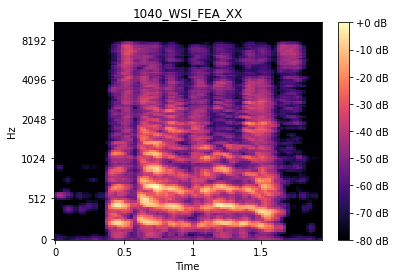 1040_WSI_FEA_XX
8192
4096
2048
1024
512
0
Hz
0
0.5
1
1.5
Time
+0 dB
-10 dB
-20 dB
-30 dB
-40 dB
-50 dB
-60 dB
-70 dB
-80 dB